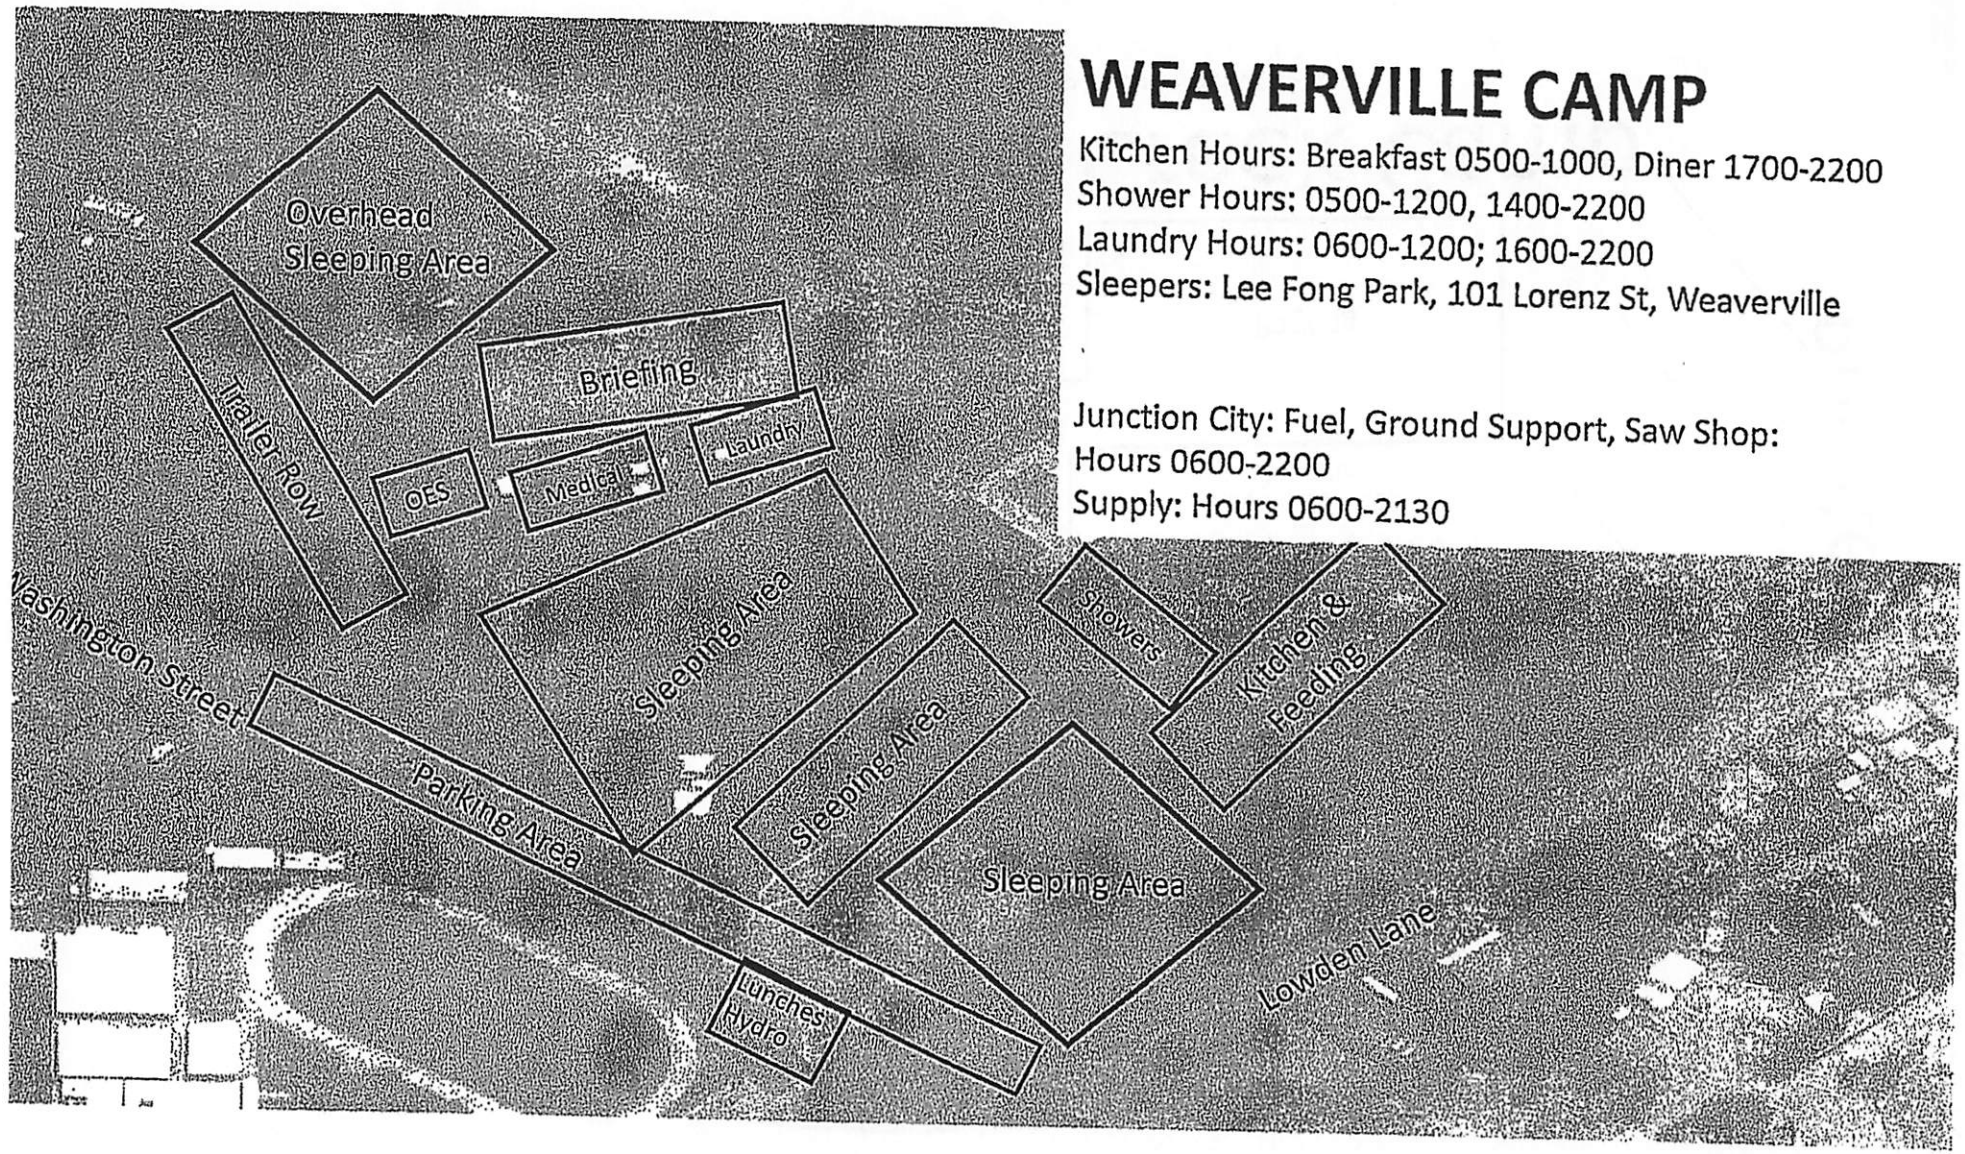 WEAVERVILLE CAMP
Kitchen Hours: Breakfast 0500-1000, Diner 1700-2200
Shower Hours: 0500-1200, 1400-2200
Laundry Hours: 0600-1200; 1600-2200
Sleepers: Lee Fong Park, 101 Lorenz St, Weaverville
Junction City: Fuel, Ground Support, Saw Shop:
Hours 0600-2200
Supply: Hours 0600-2130
Overhead
Sleeping Area
Trailer Row
Briefing
Laundry
Medical
OES
Sleeping Area
Showers
Kitchen &
Feeding
Washington Street
Parking Area
Sleeping Area
Sleeping Area
Lunches
Hydro
Lowden Lane